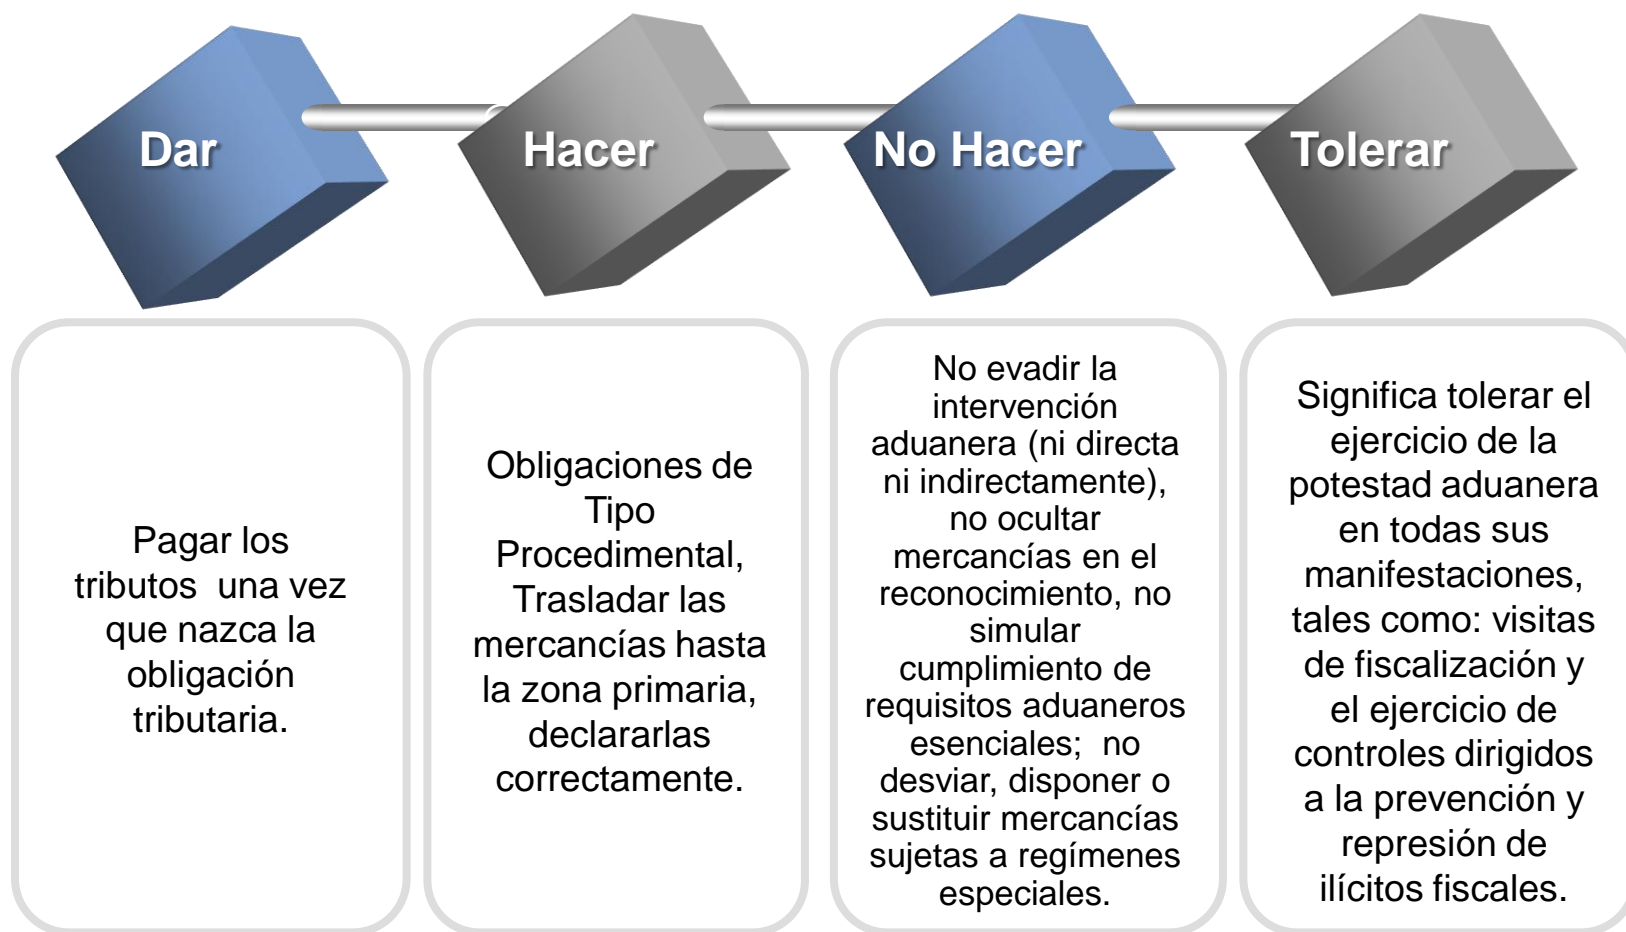 Dar
Hacer
No Hacer
Tolerar
Pagar los
tributos una vez
que nazca la
obligación
tributaria.
Obligaciones de
Tipo
Procedimental,
Trasladar las
mercancías hasta
la zona primaria,
declararlas
correctamente.
No evadir la
intervención
aduanera (ni directa
ni indirectamente),
no ocultar
mercancías en el
reconocimiento, no
simular
cumplimiento de
requisitos aduaneros
esenciales; no
desviar, disponer o
sustituir mercancías
sujetas a regímenes
especiales.
Significa tolerar el
ejercicio de la
potestad aduanera
en todas sus
manifestaciones,
tales como: visitas
de fiscalización y
el ejercicio de
controles dirigidos
a la prevención y
represión de
ilícitos fiscales.